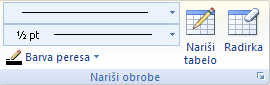 ½ pt
Barva peresa
Nariši tabelo
Radirka
Nariši obrobe